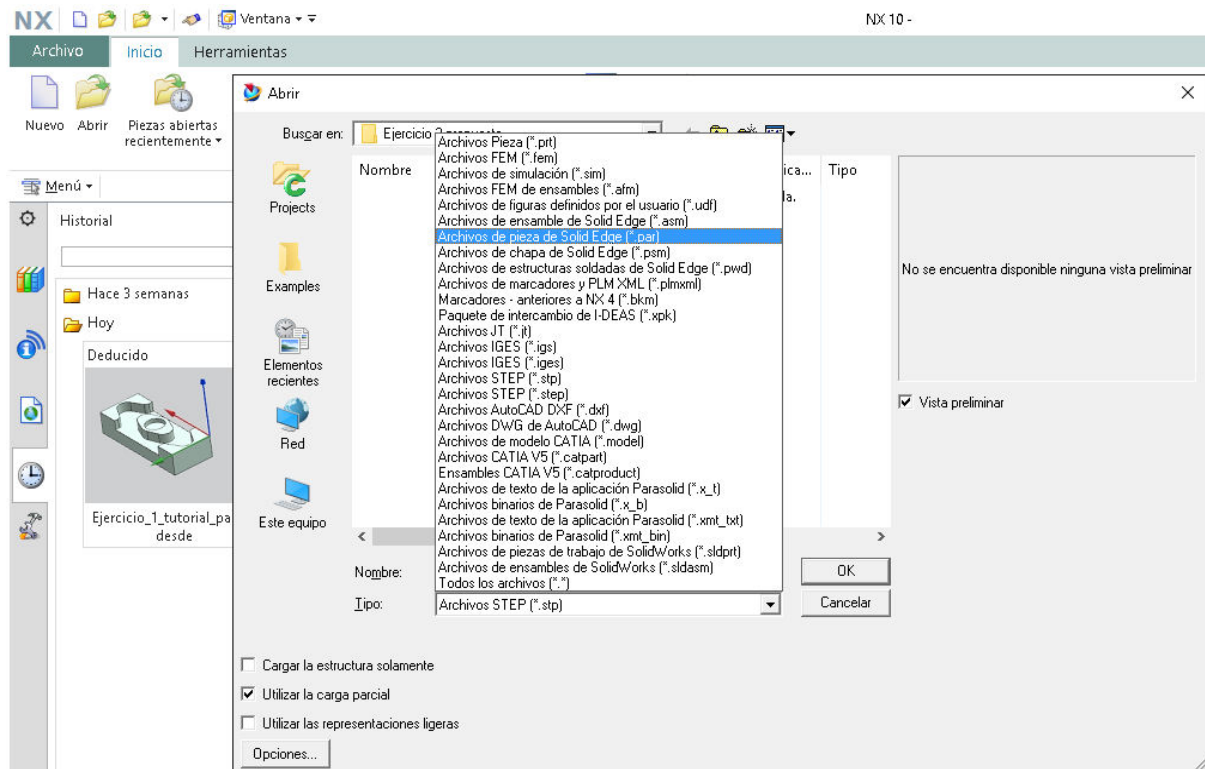 NX
Ventana
NX 10 -
Archivo
Inicio
Herramientas
Nuevo
Abrir
Piezas abiertas
recientemente
Menú
Historial
Hace 3 semanas
Hoy
Deducido
Ejercicio_1_tutorial_pa
desde
Abrir
Buscar en:
Ejercicio
Projects
Examples
Elementos
recientes
Red
Este equipo
Nombre
ica...
Tipo
la.
Archivos Pieza (*.prt)
Archivos FEM (*.fem)
Archivos de simulación (*.sim)
Archivos FEM de ensambles (*.afm)
Archivos de figuras definidos por el usuario (*.udf)
Archivos de ensamble de Solid Edge (*.asm)
Archivos de pieza de Solid Edge (*.par)
Archivos de chapa de Solid Edge (*.psm)
Archivos de estructuras soldadas de Solid Edge (*.pwd)
Archivos de marcadores y PLM XML (*.plmxml)
Marcadores - anteriores a NX 4 (*.bkm)
Paquete de intercambio de I-DEAS (*.xpk)
Archivos JT (*.jt)
Archivos IGES (*.igs)
Archivos IGES (*.iges)
Archivos STEP (*.stp)
Archivos STEP (*.step)
Archivos AutoCAD DXF (*.dxf)
Archivos DWG de AutoCAD (*.dwg)
Archivos de modelo CATIA (*.model)
Archivos CATIA V5 (*.catpart)
Ensambles CATIA V5 (*.catproduct)
Archivos de texto de la aplicación Parasolid (*.x_t)
Archivos binarios de Parasolid (*.x_b)
Archivos de texto de la aplicación Parasolid (*.xmt_txt)
Archivos binarios de Parasolid (*.xmt_bin)
Archivos de piezas de trabajo de SolidWorks (*.sldprt)
Archivos de ensambles de SolidWorks (*.sldasm)
Todos los archivos (*.*)
No se encuentra disponible ninguna vista preliminar
Vista preliminar
Nombre:
OK
Tipo:
Archivos STEP (*.stp)
Cancelar
Cargar la estructura solamente
Utilizar la carga parcial
Utilizar las representaciones ligeras
Opciones...